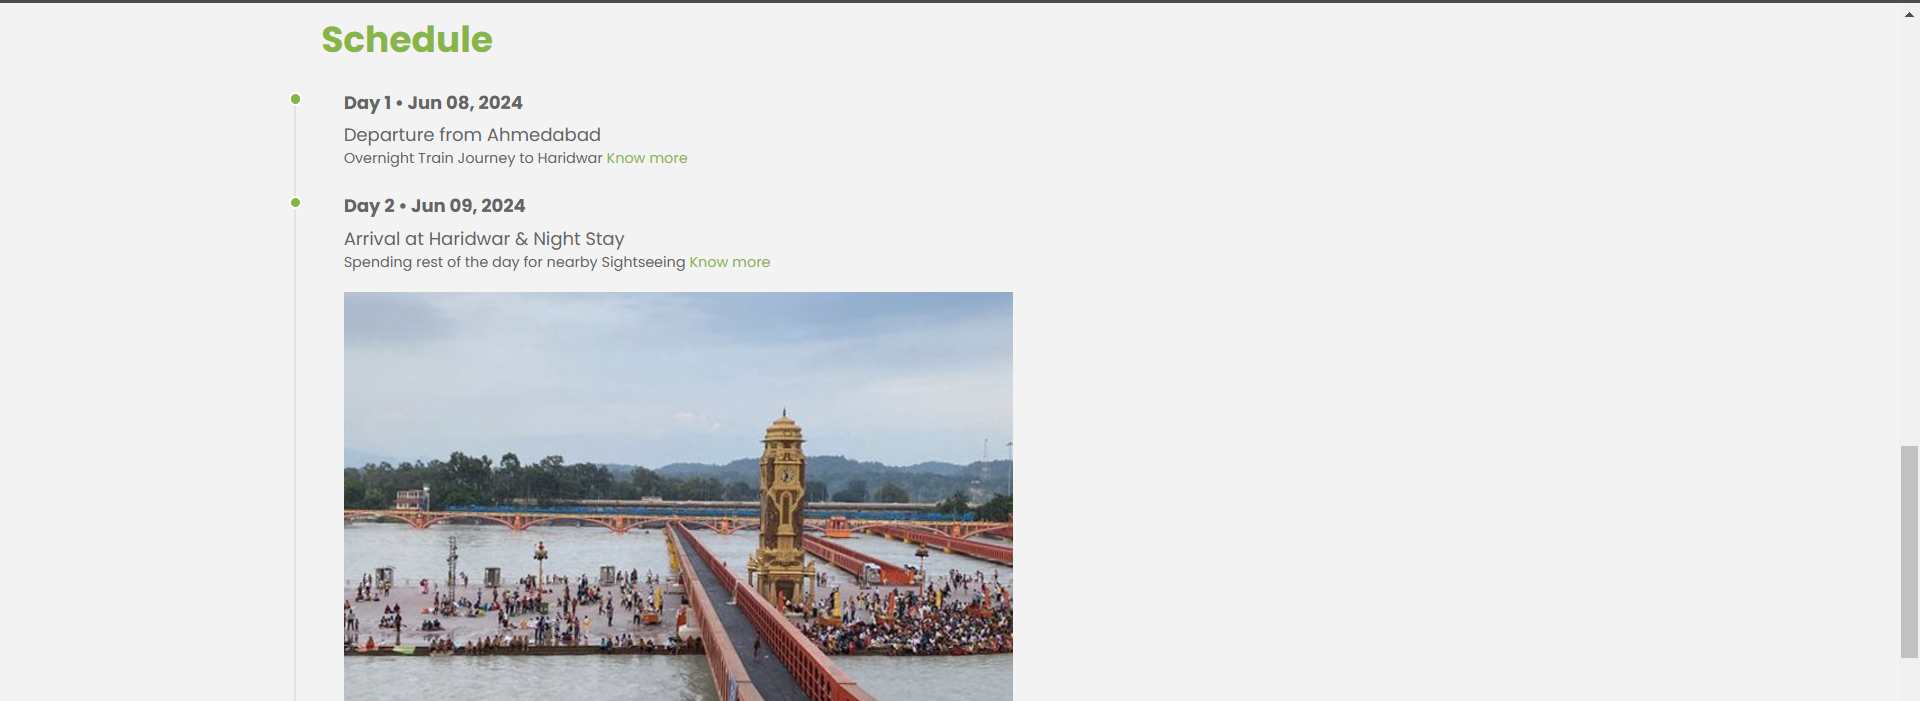 Schedule
Day 1 • Jun 08, 2024
Departure from Ahmedabad
Overnight Train Journey to Haridwar Know more
Day 2 • Jun 09, 2024
Arrival at Haridwar & Night Stay
Spending rest of the day for nearby Sightseeing Know more